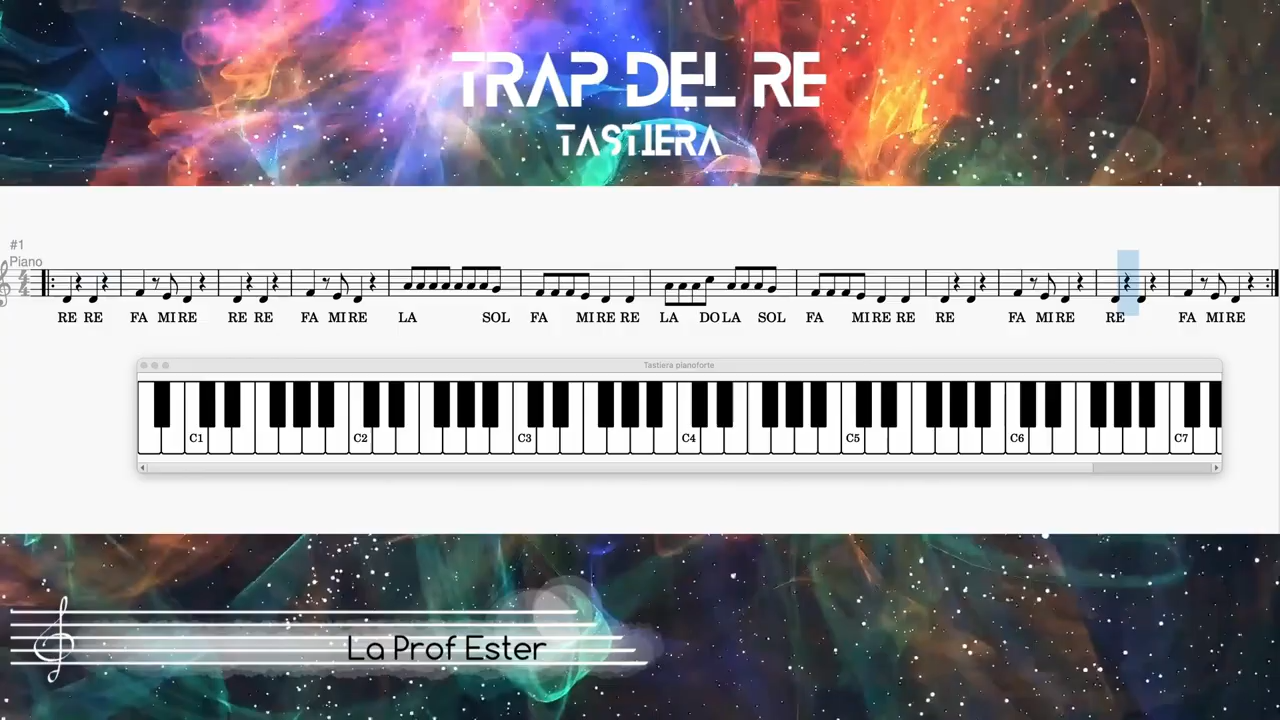 TRAP DEL RE
TASTIERA
#1
Piano
RE RE FA MI RE RE RE FA MI RE LA SOL FA MI RE RE LA DO LA SOL FA MI RE RE RE FA MI RE RE FA MI RE
Tastiera pianoforte
C1 C2 C3 C4 C5 C6 C7
La Prof Ester